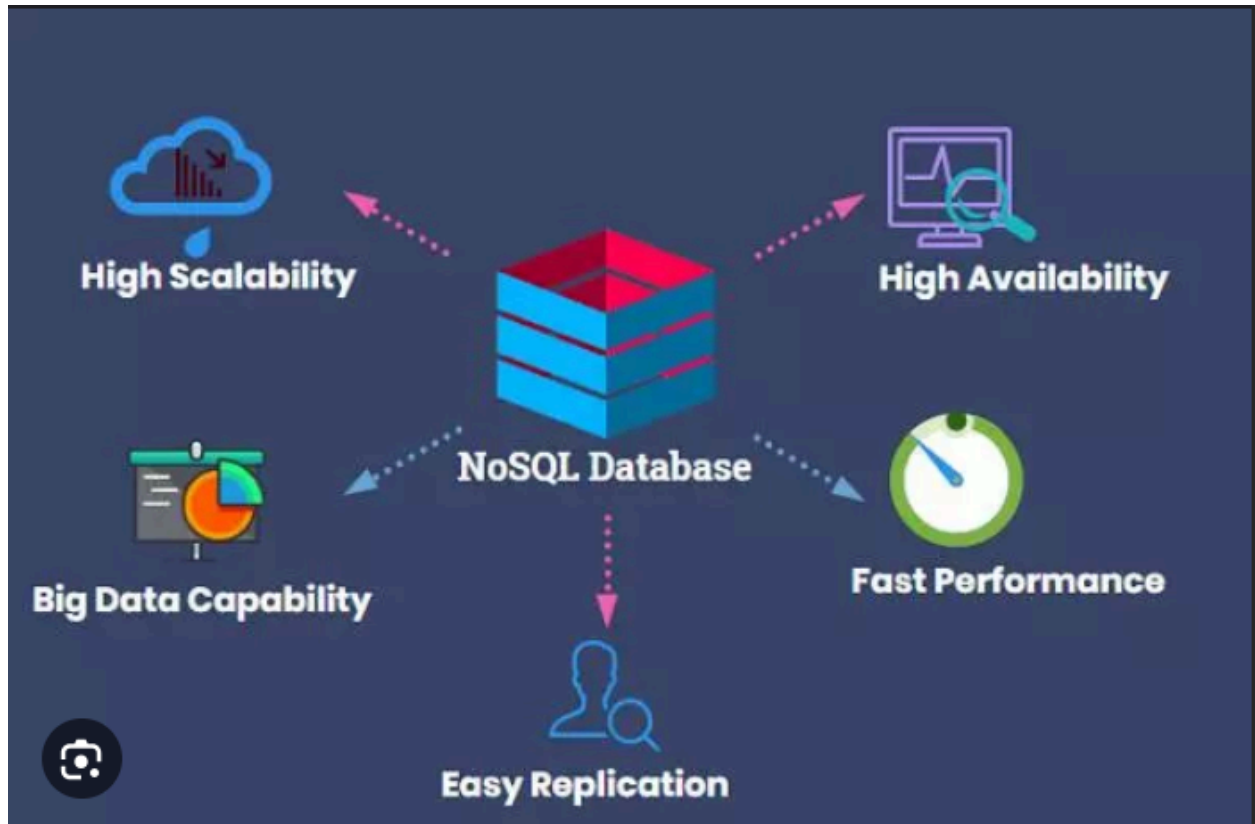 High Scalability
High Availability
NoSQL Database
Big Data Capability
Fast Performance
Easy Replication